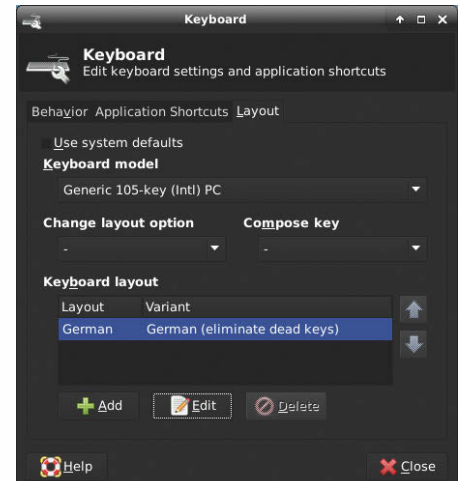 Keyboard
Keyboard
Edit keyboard settings and application shortcuts
Behavior Application Shortcuts Layout
Use system defaults
Keyboard model
Generic 105-key (Intl) PC
Change layout option Compose key
- -
Keyboard layout
Layout Variant
German German (eliminate dead keys)
Add Edit Delete
Help Close